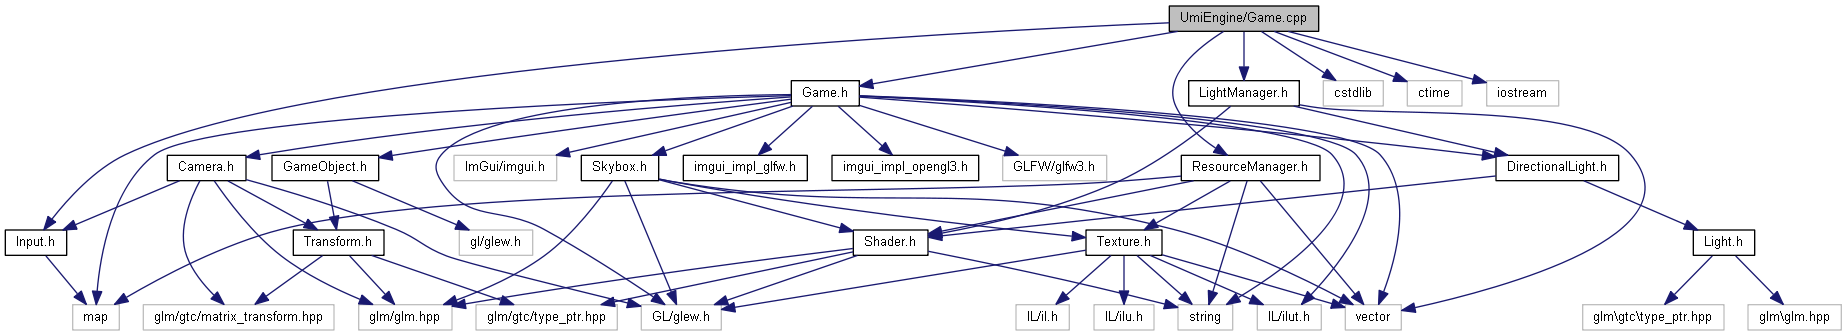 UmiEngine/Game.cpp
Game.h
LightManager.h
cstdlib
ctime
iostream
Camera.h
GameObject.h
ImGui/imgui.h
Skybox.h
imgui_impl_glfw.h
imgui_impl_opengl3.h
GLFW/glfw3.h
ResourceManager.h
DirectionalLight.h
Input.h
Transform.h
gl/glew.h
Shader.h
Texture.h
Light.h
map
glm/gtc/matrix_transform.hpp
glm/glm.hpp
glm/gtc/type_ptr.hpp
GL/glew.h
IL/il.h
IL/ilu.h
string
IL/ilut.h
vector
glm\gtc\type_ptr.hpp
glm\glm.hpp